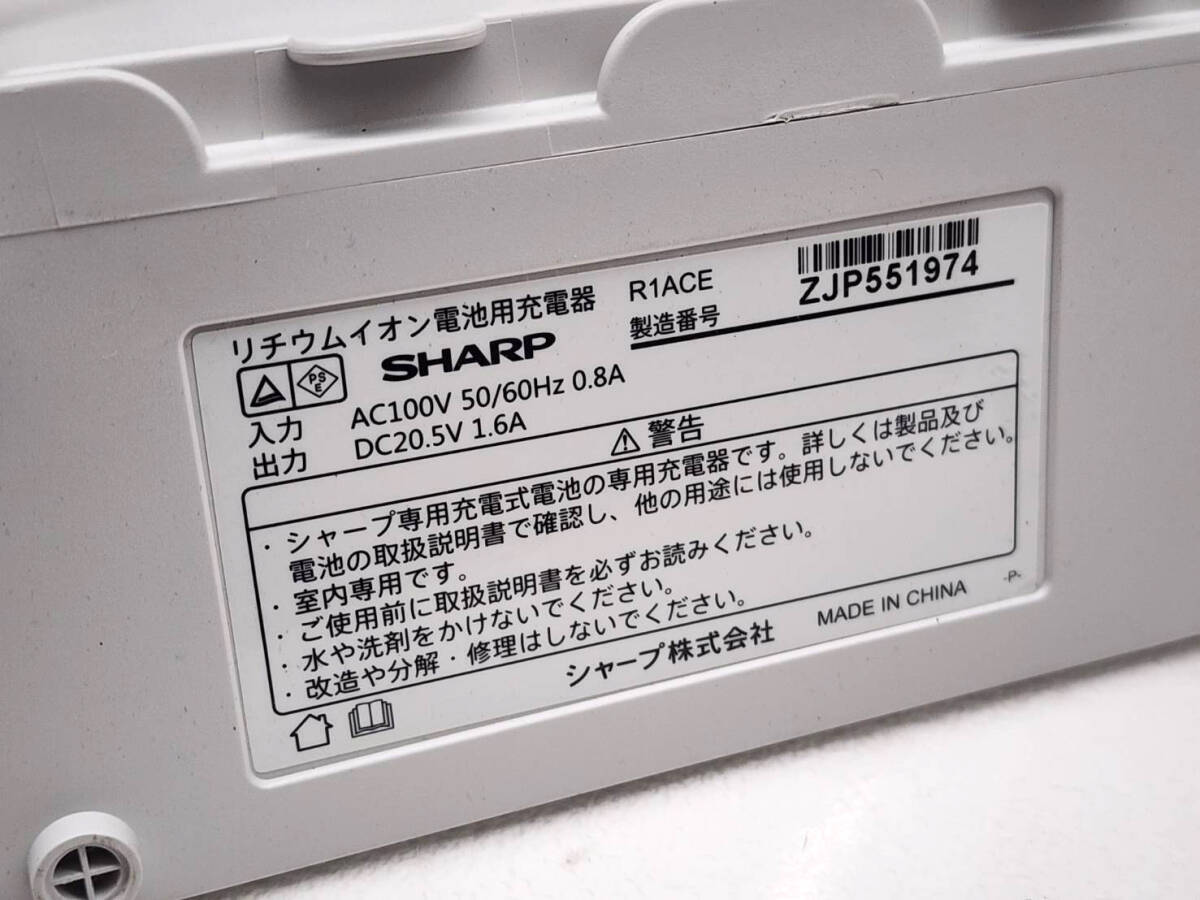 リチウムイオン電池用充電器
R1ACE
ZJP551974
製造番号
PS
E
SHARP
入力 AC100V 50/60Hz 0.8A
出力 DC20.5V 1.6A
警告
・シャープ専用充電式電池の専用充電器です。詳しくは製品及び
電池の取扱説明書で確認し、他の用途には使用しないでください。
・室内専用です。
・ご使用前に取扱説明書を必ずお読みください。
・水や洗剤をかけないでください。
・改造や分解・修理はしないでください。
シャープ株式会社
MADE IN CHINA
-P-